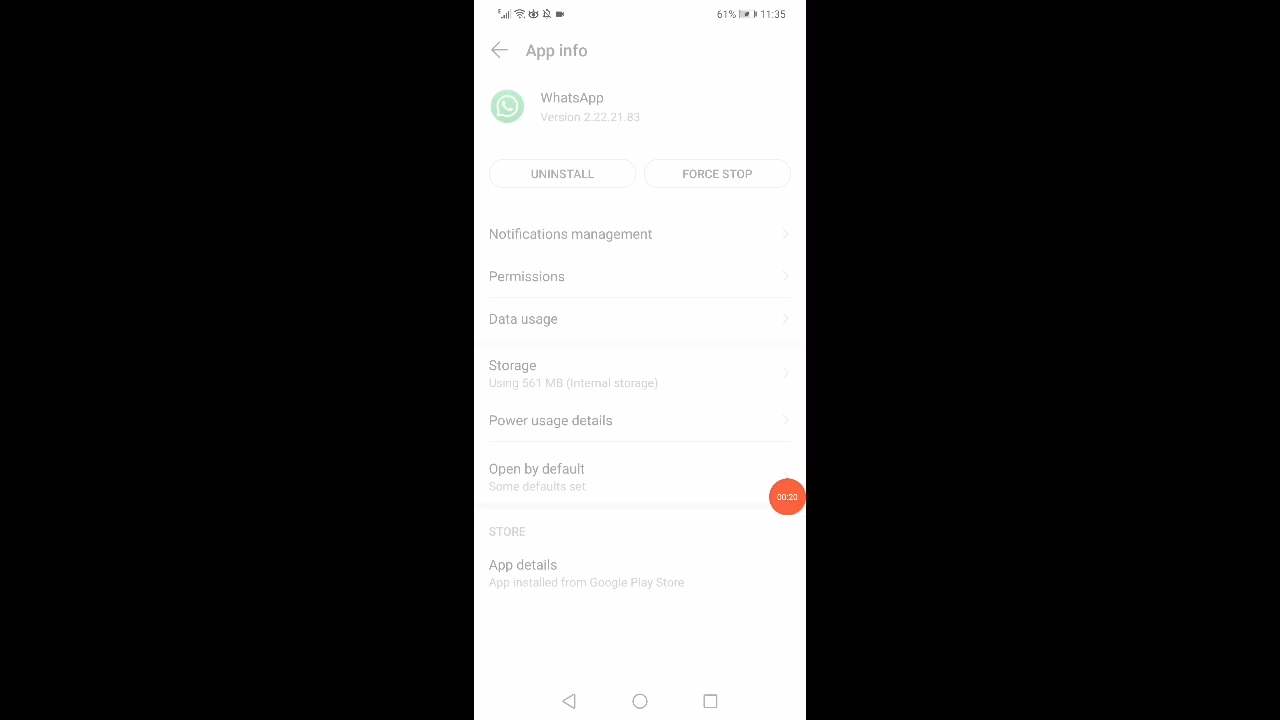 61% 11:35
App info
WhatsApp
Version 2.22.21.83
UNINSTALL FORCE STOP
Notifications management
Permissions
Data usage
Storage
Using 561 MB (Internal storage)
Power usage details
Open by default
Some defaults set
00:20
STORE
App details
App installed from Google Play Store